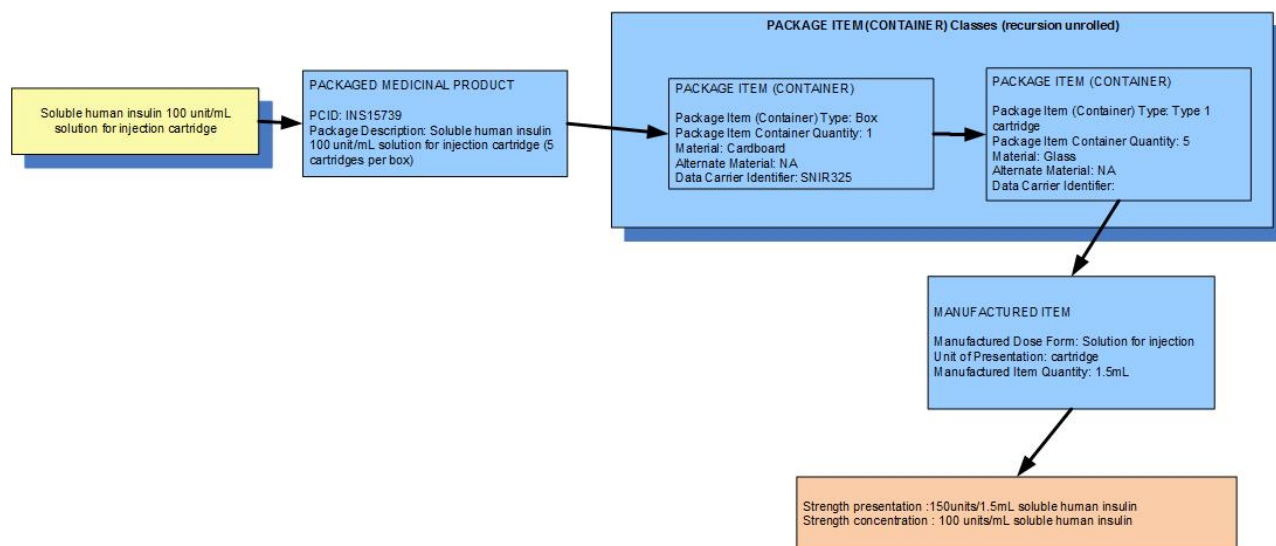 PACKAGE ITEM (CONTAINER) Classes (recursion unrolled)
Soluble human insulin 100 unit/mL
solution for injection cartridge
PACKAGED MEDICINAL PRODUCT
PCID: INS15739
Package Description: Soluble human insulin
100 unit/mL solution for injection cartridge (5
cartridges per box)
PACKAGE ITEM (CONTAINER)
Package Item (Container) Type: Box
Package Item Container Quantity: 1
Material: Cardboard
Alternate Material: NA
Data Carrier Identifier: SNIR325
PACKAGE ITEM (CONTAINER)
Package Item (Container) Type: Type 1
cartridge
Package Item Container Quantity: 5
Material: Glass
Alternate Material: NA
Data Carrier Identifier:
MANUFACTURED ITEM
Manufactured Dose Form: Solution for injection
Unit of Presentation: cartridge
Manufactured Item Quantity: 1.5mL
Strength presentation :150units/1.5mL soluble human insulin
Strength concentration : 100 units/mL soluble human insulin